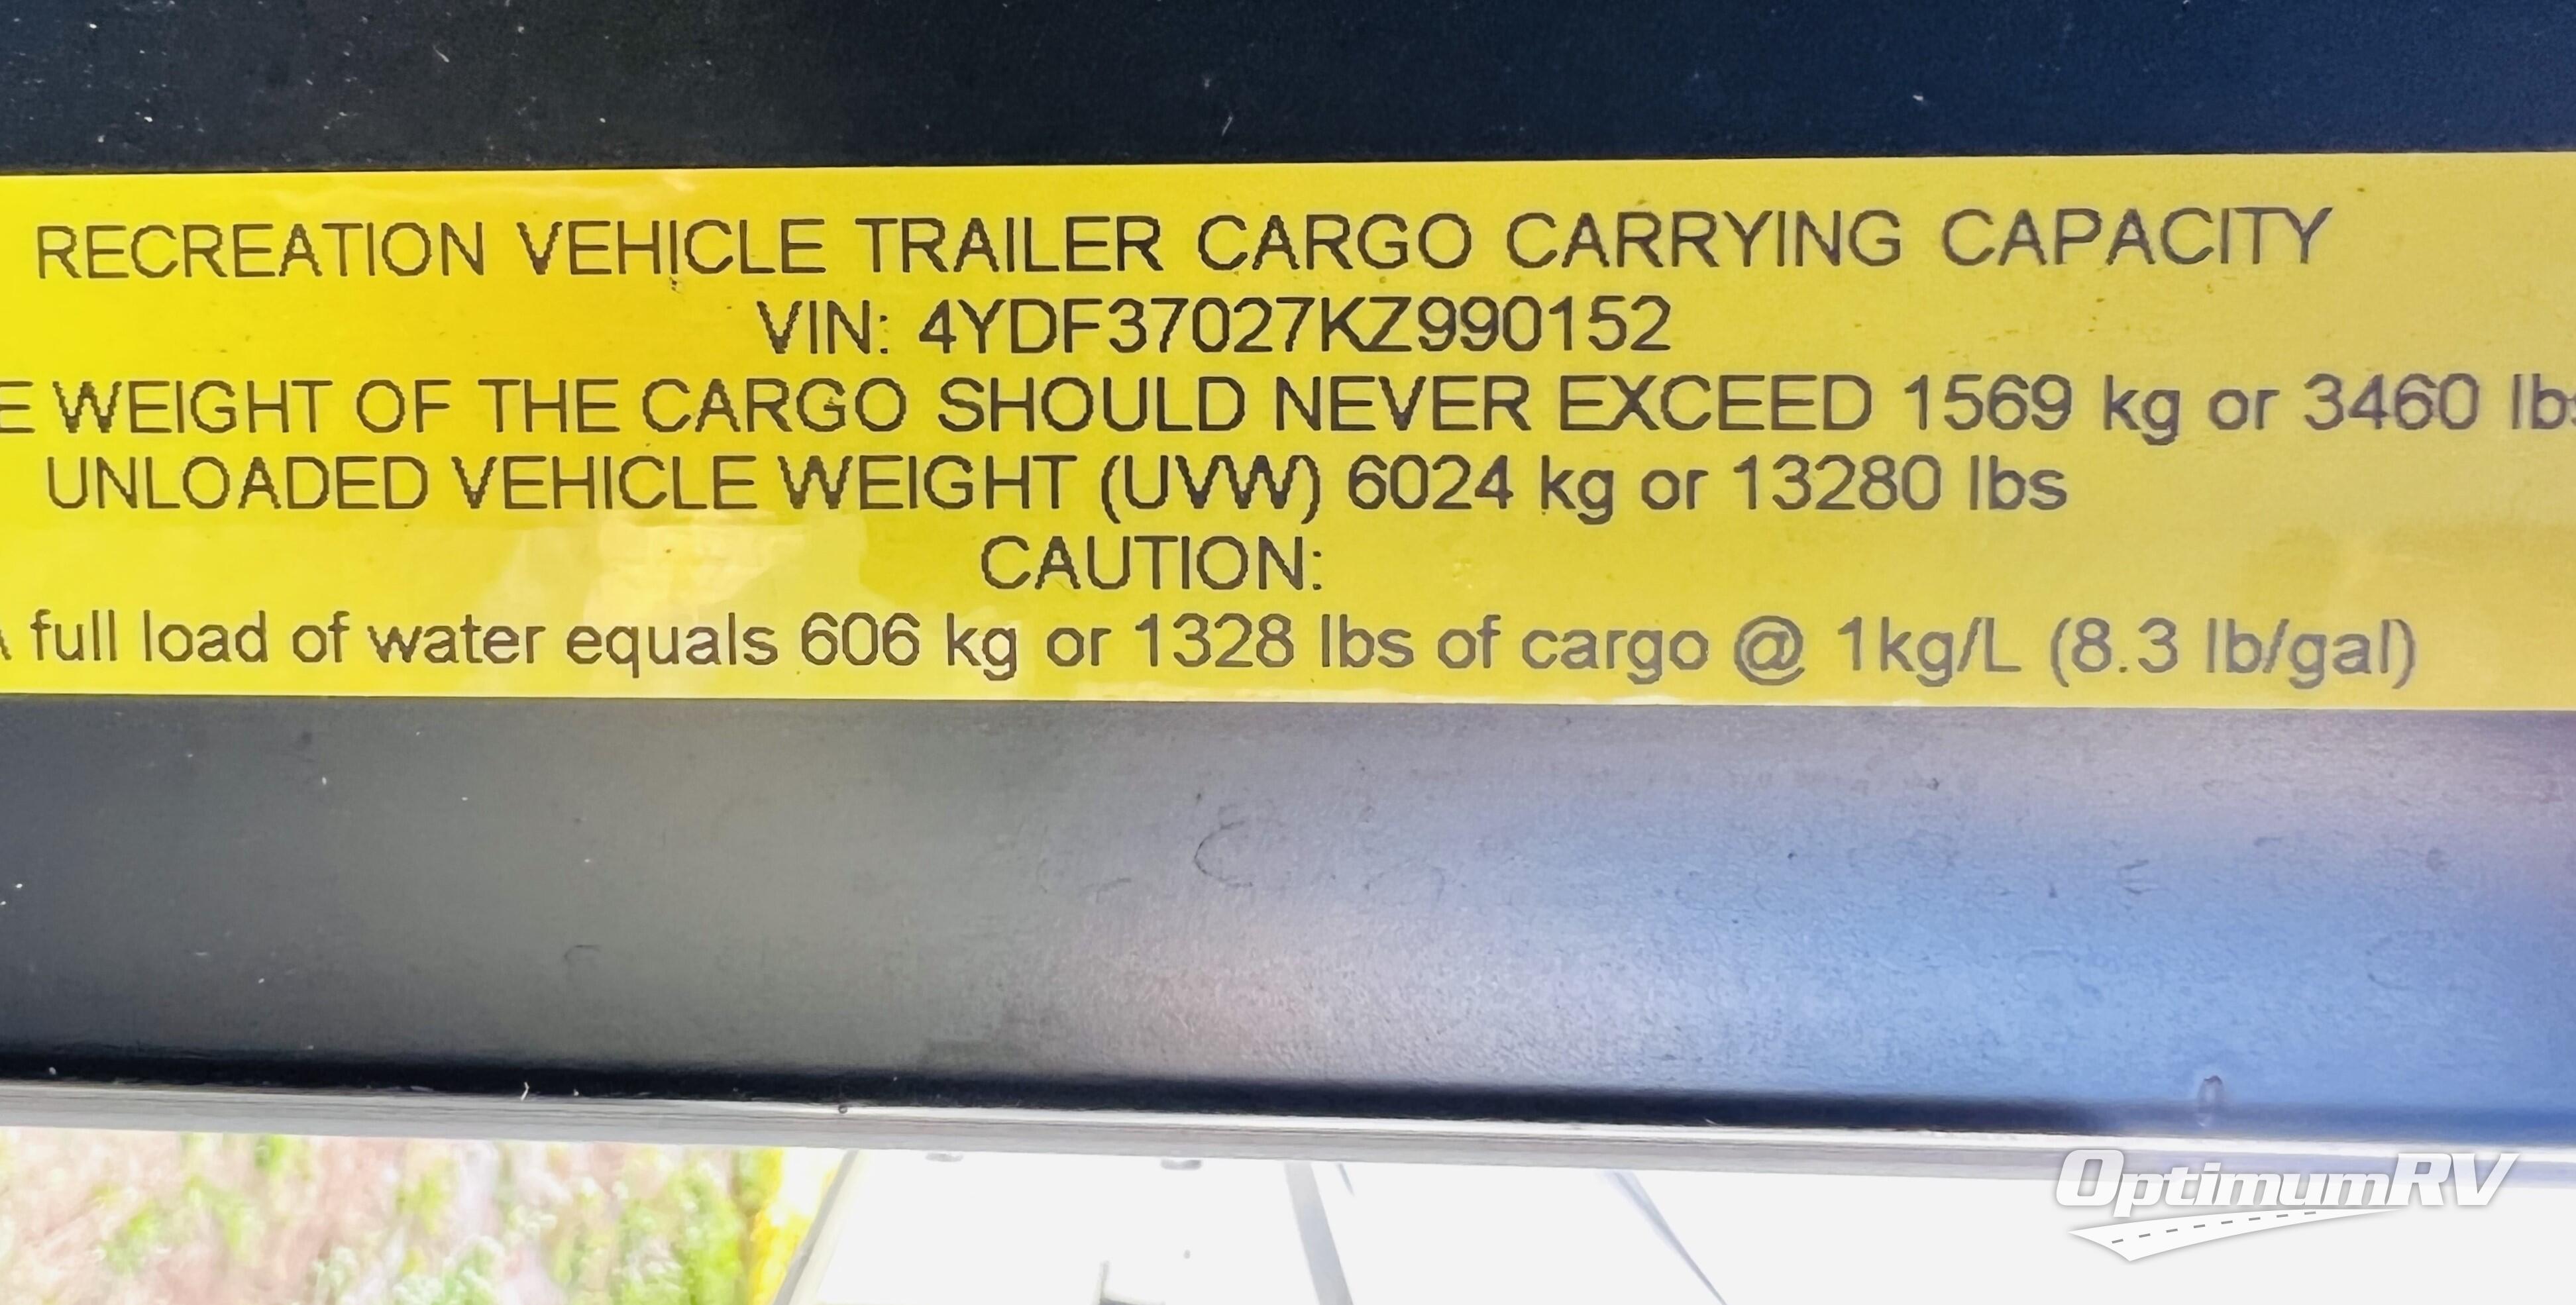 RECREATION VEHICLE TRAILER CARGO CARRYING CAPACITY
VIN: 4YDF37027KZ990152
E WEIGHT OF THE CARGO SHOULD NEVER EXCEED 1569 kg or 3460 lbs
UNLOADED VEHICLE WEIGHT (UVW) 6024 kg or 13280 lbs
CAUTION:
full load of water equals 606 kg or 1328 lbs of cargo @ 1kg/L (8.3 lb/gal)
OptimumRV